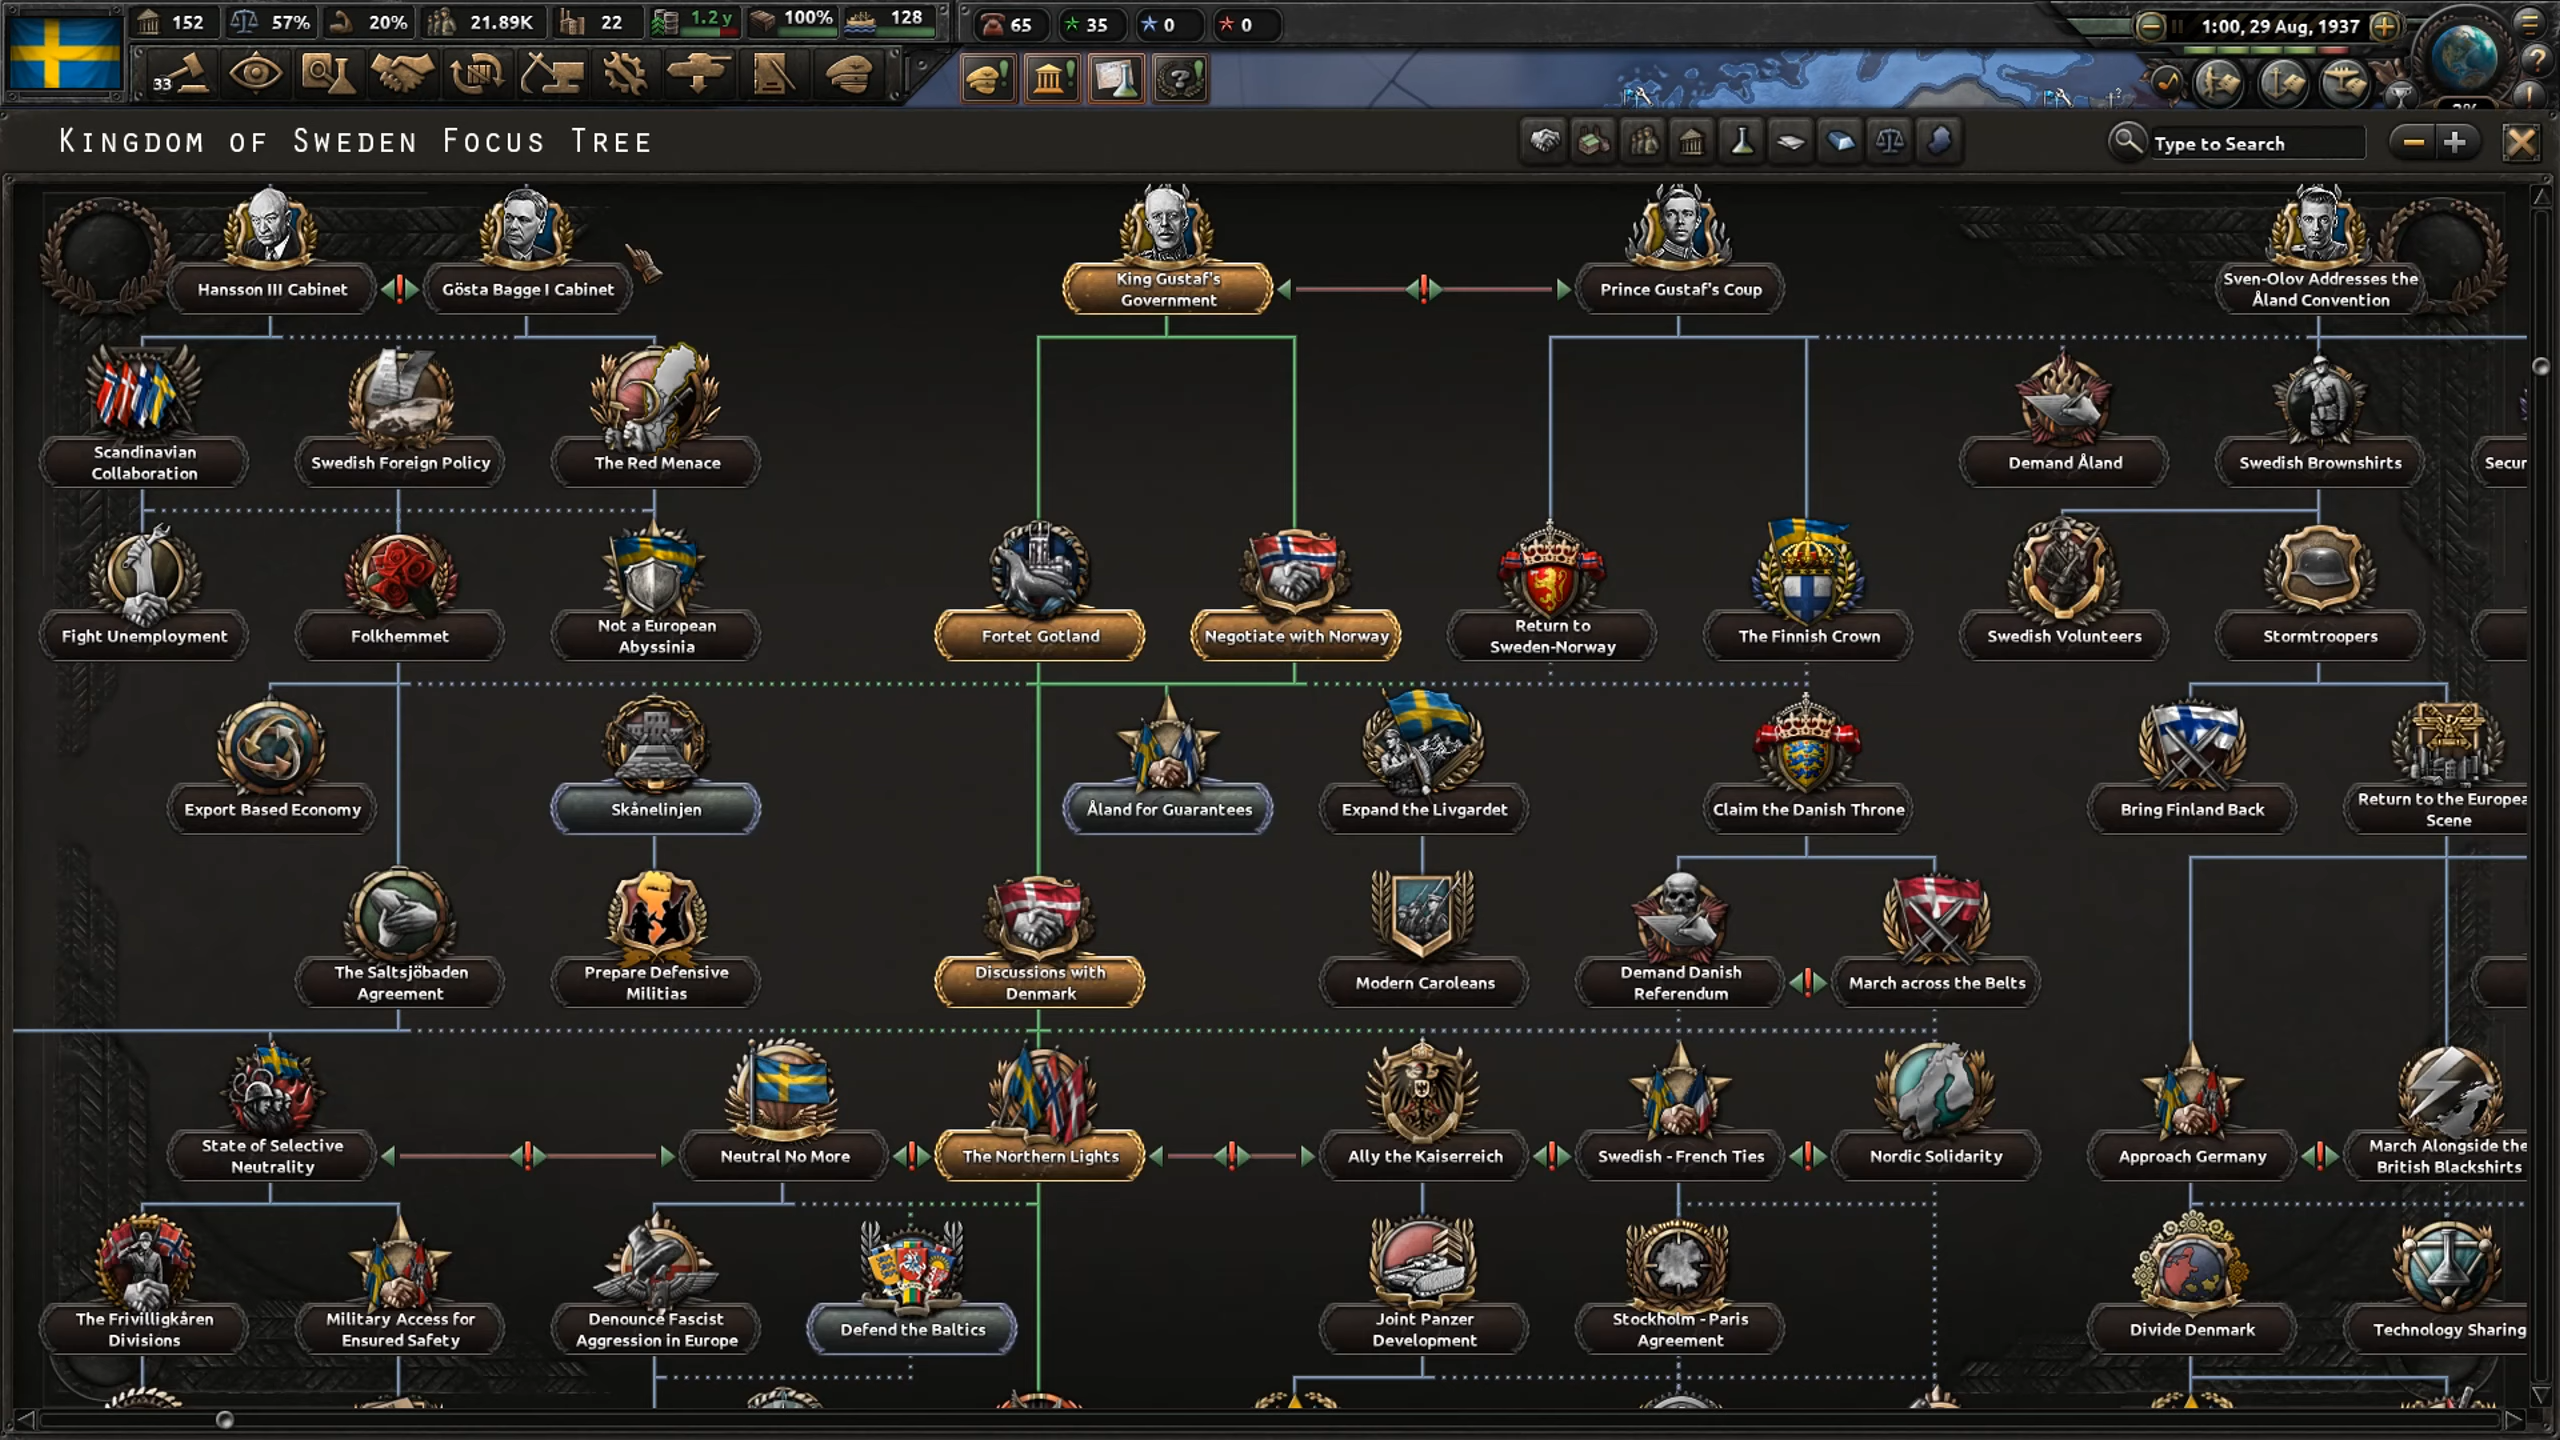 152
57%
20%
21.89K
22
1.2 y
100%
128
65
35
0
0
1:00, 29 Aug, 1937
33
Kingdom of Sweden Focus Tree
Type to Search
Hansson III Cabinet
Gösta Bagge I Cabinet
King Gustaf's
Government
Prince Gustaf's Coup
Sven-Olov Addresses the
Åland Convention
Scandinavian
Collaboration
Swedish Foreign Policy
The Red Menace
Demand Åland
Swedish Brownshirts
Secur
Fight Unemployment
Folkhemmet
Not a European
Abyssinia
Fortet Gotland
Negotiate with Norway
Return to
Sweden-Norway
The Finnish Crown
Swedish Volunteers
Stormtroopers
Export Based Economy
Skånelinjen
Åland for Guarantees
Expand the Livgardet
Claim the Danish Throne
Bring Finland Back
Return to the Europea
Scene
The Saltsjöbaden
Agreement
Prepare Defensive
Militias
Discussions with
Denmark
Modern Caroleans
Demand Danish
Referendum
March across the Belts
State of Selective
Neutrality
Neutral No More
The Northern Lights
Ally the Kaiserreich
Swedish - French Ties
Nordic Solidarity
Approach Germany
March Alongside the
British Blackshirts
The Frivilligkåren
Divisions
Military Access for
Ensured Safety
Denounce Fascist
Aggression in Europe
Defend the Baltics
Joint Panzer
Development
Stockholm - Paris
Agreement
Divide Denmark
Technology Sharing